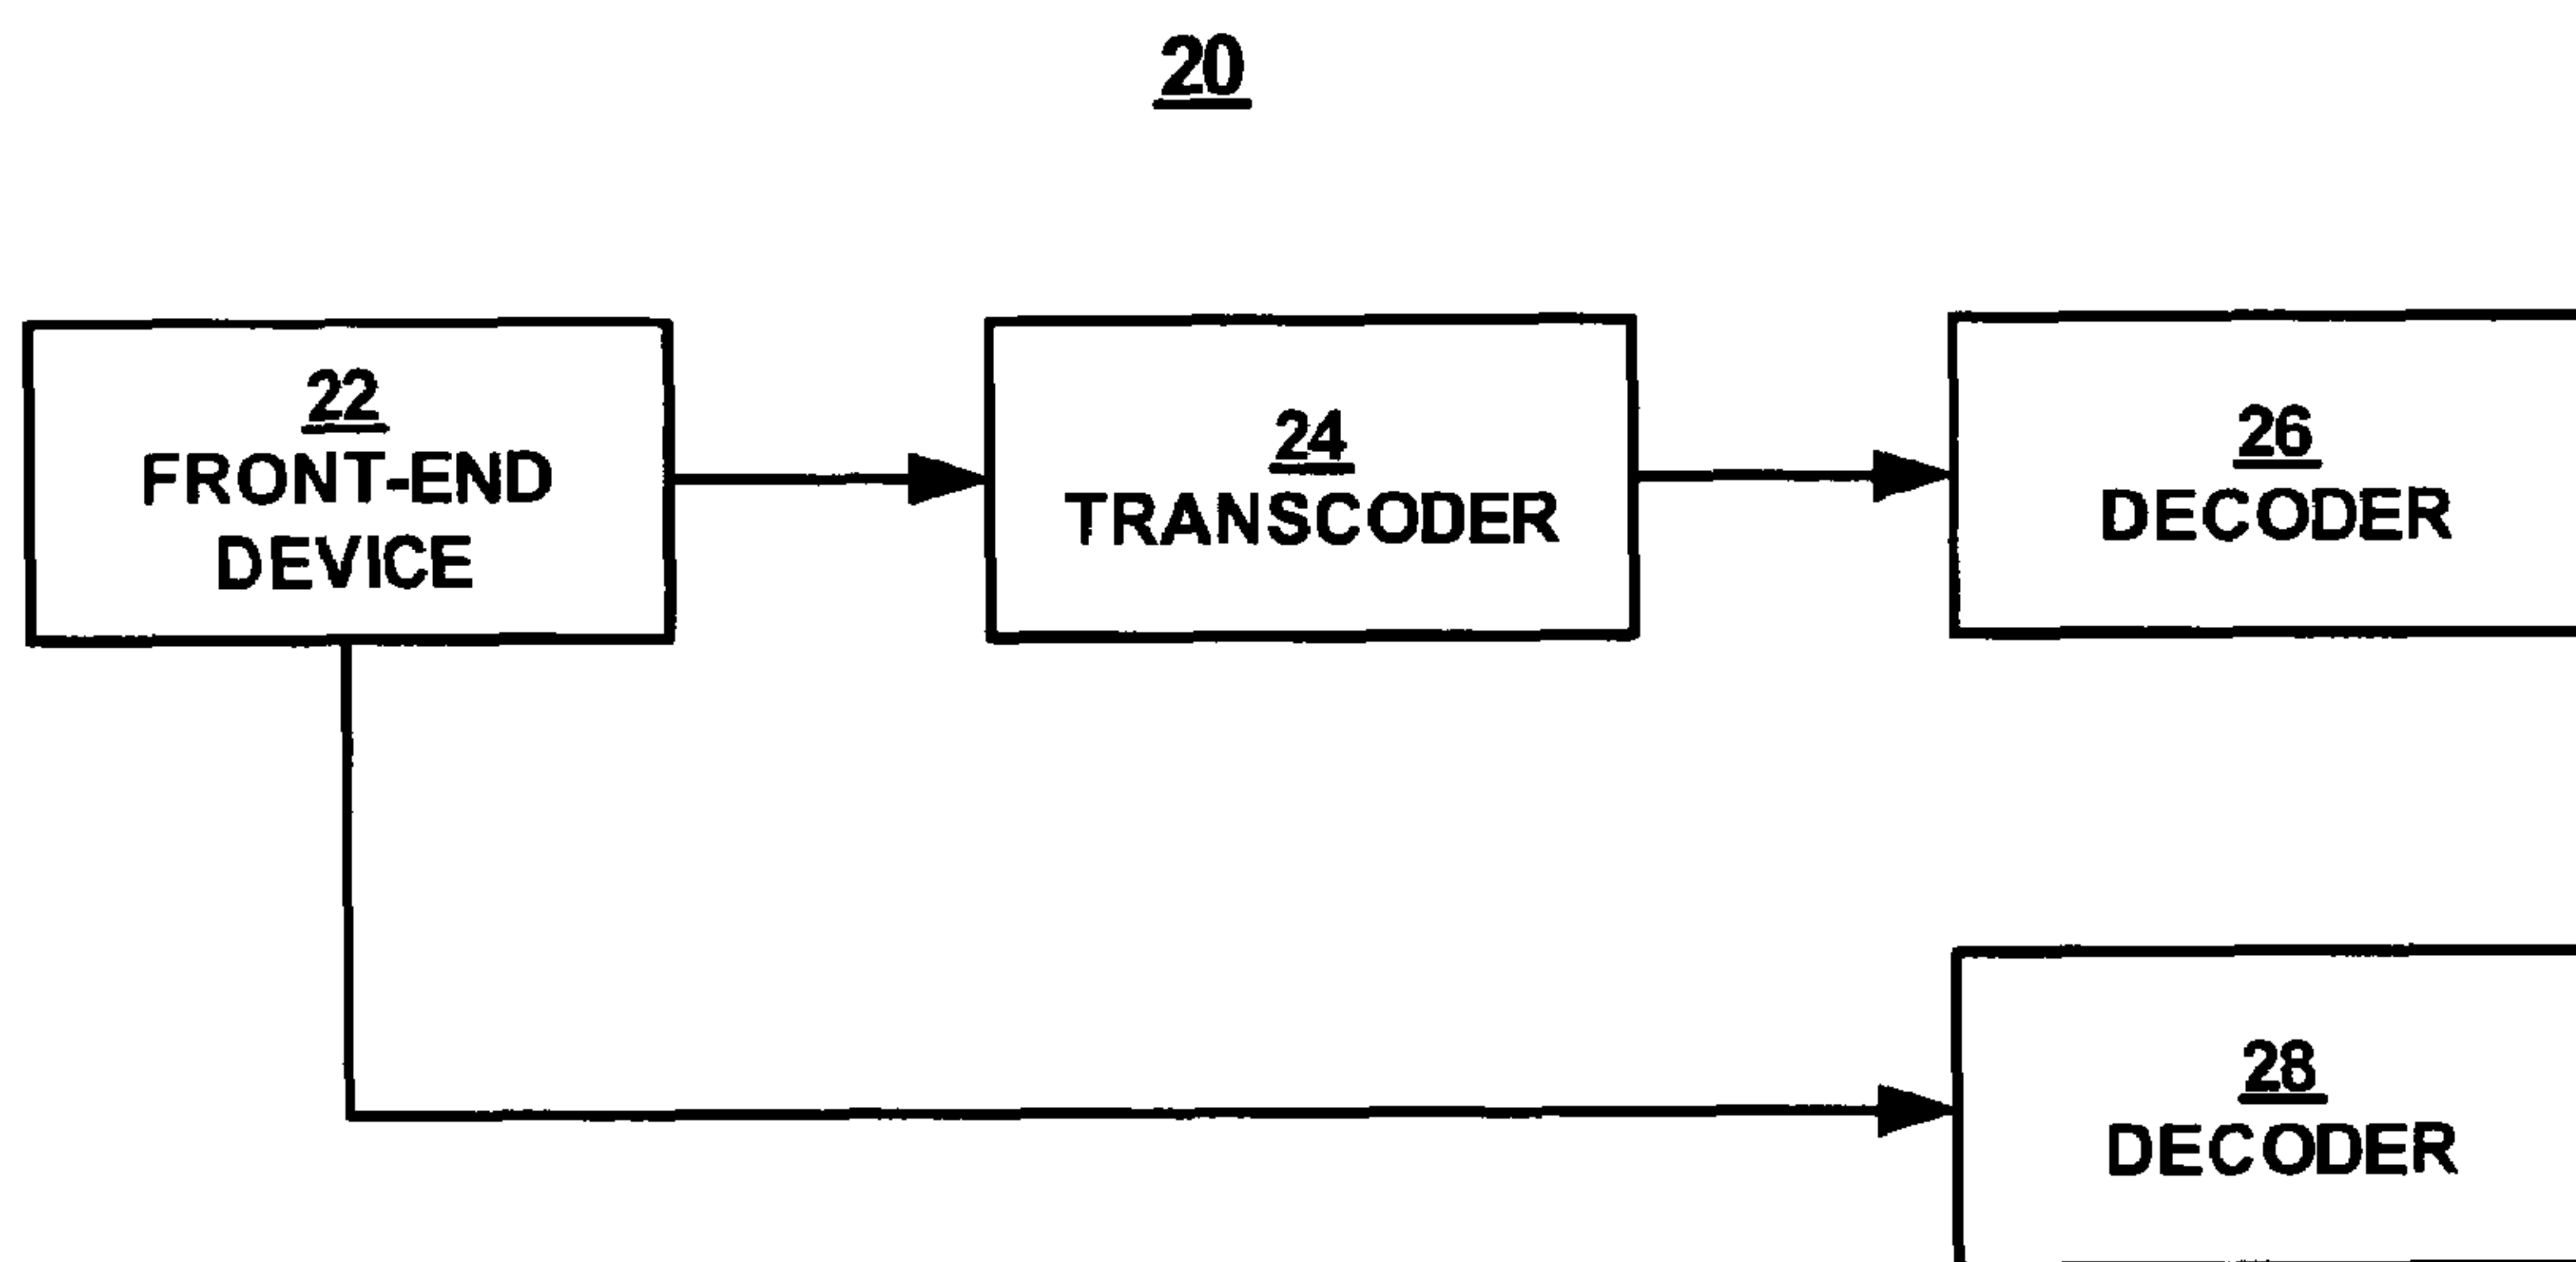 20
22
FRONT-END
DEVICE
24
TRANSCODER
26
DECODER
28
DECODER